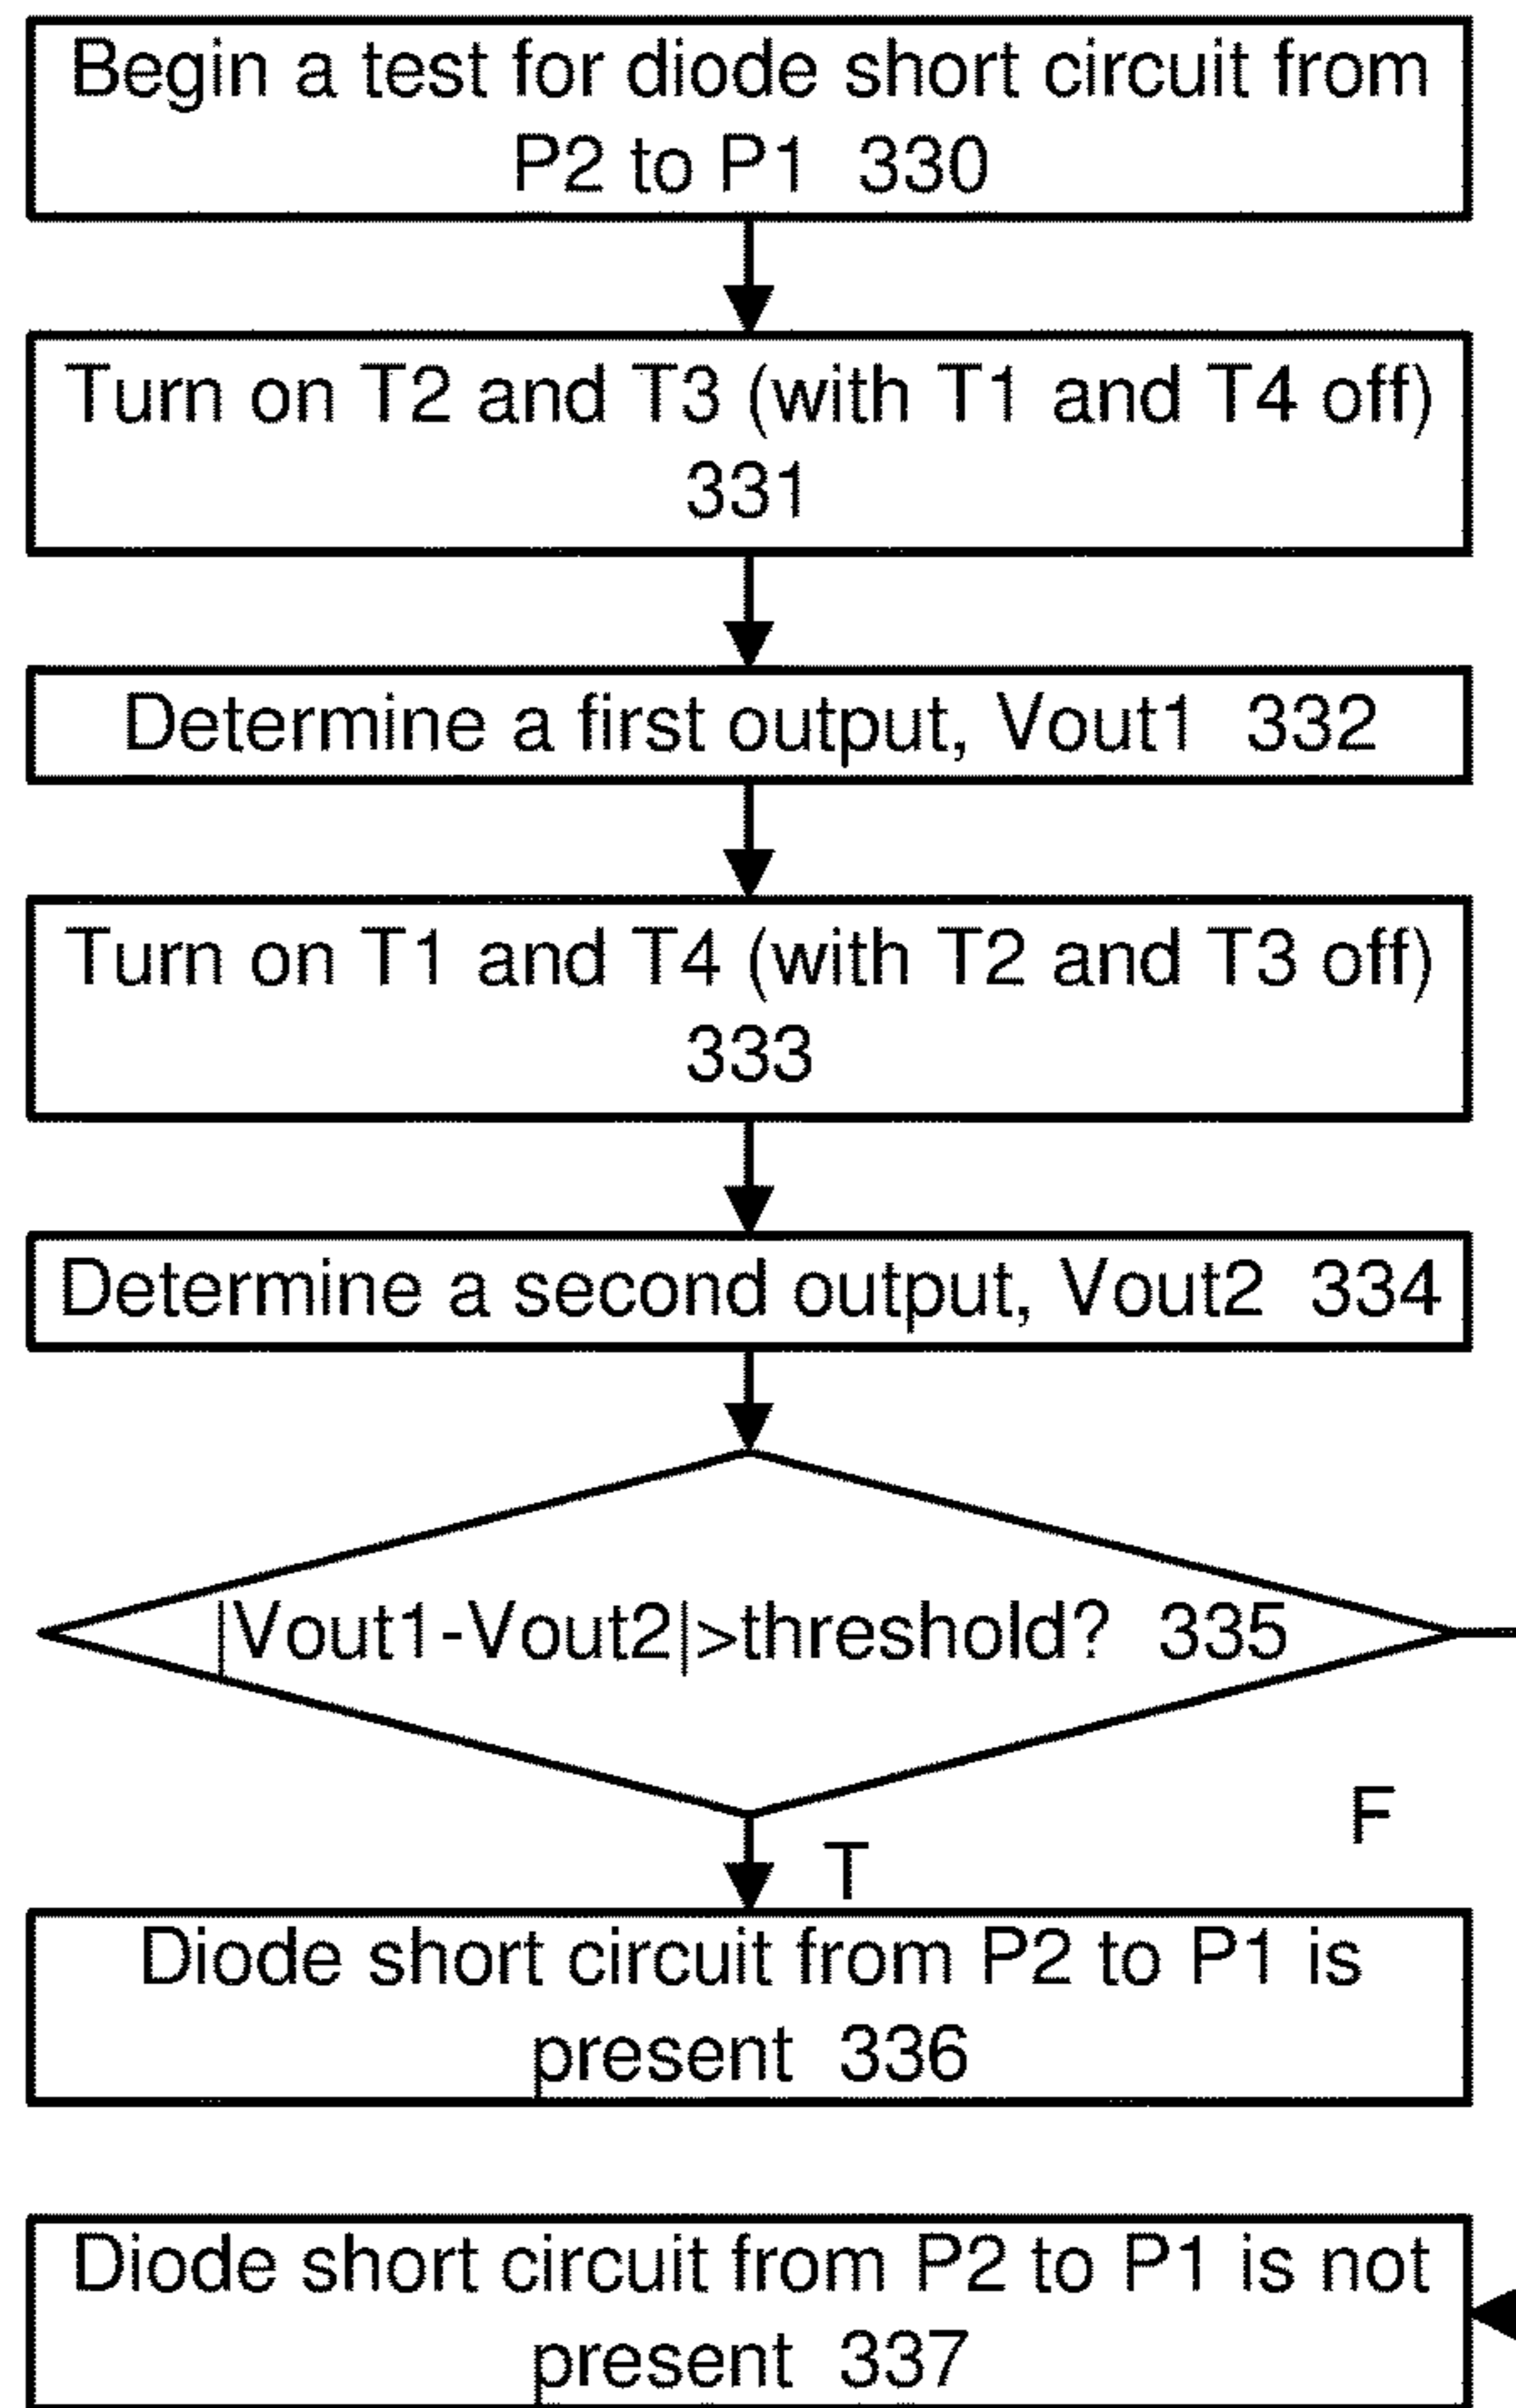 Begin a test for diode short circuit from
P2 to P1 330
Turn on T2 and T3 (with T1 and T4 off)
331
Determine a first output, Vout1 332
Turn on T1 and T4 (with T2 and T3 off)
333
Determine a second output, Vout2 334
|Vout1-Vout2|>threshold? 335
F
T
Diode short circuit from P2 to P1 is
present 336
Diode short circuit from P2 to P1 is not
present 337